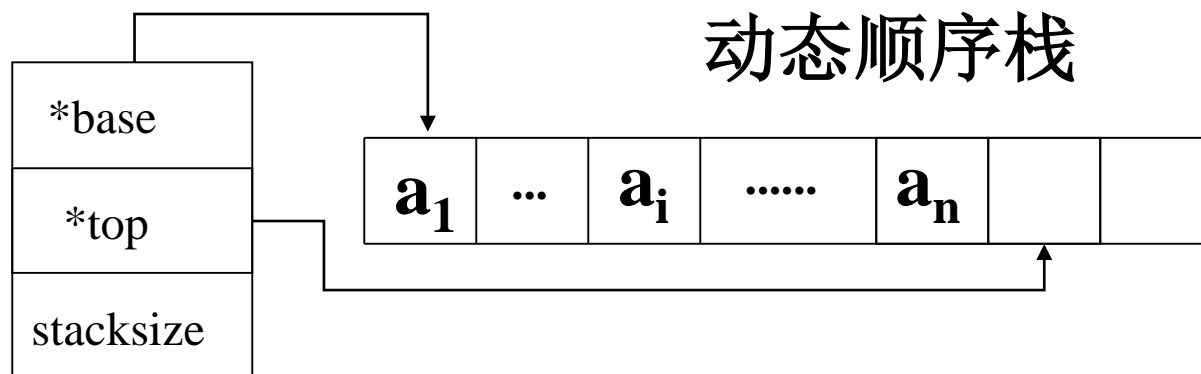 动态顺序栈
*base
*top
stacksize
a₁ ... aᵢ ...... aₙ